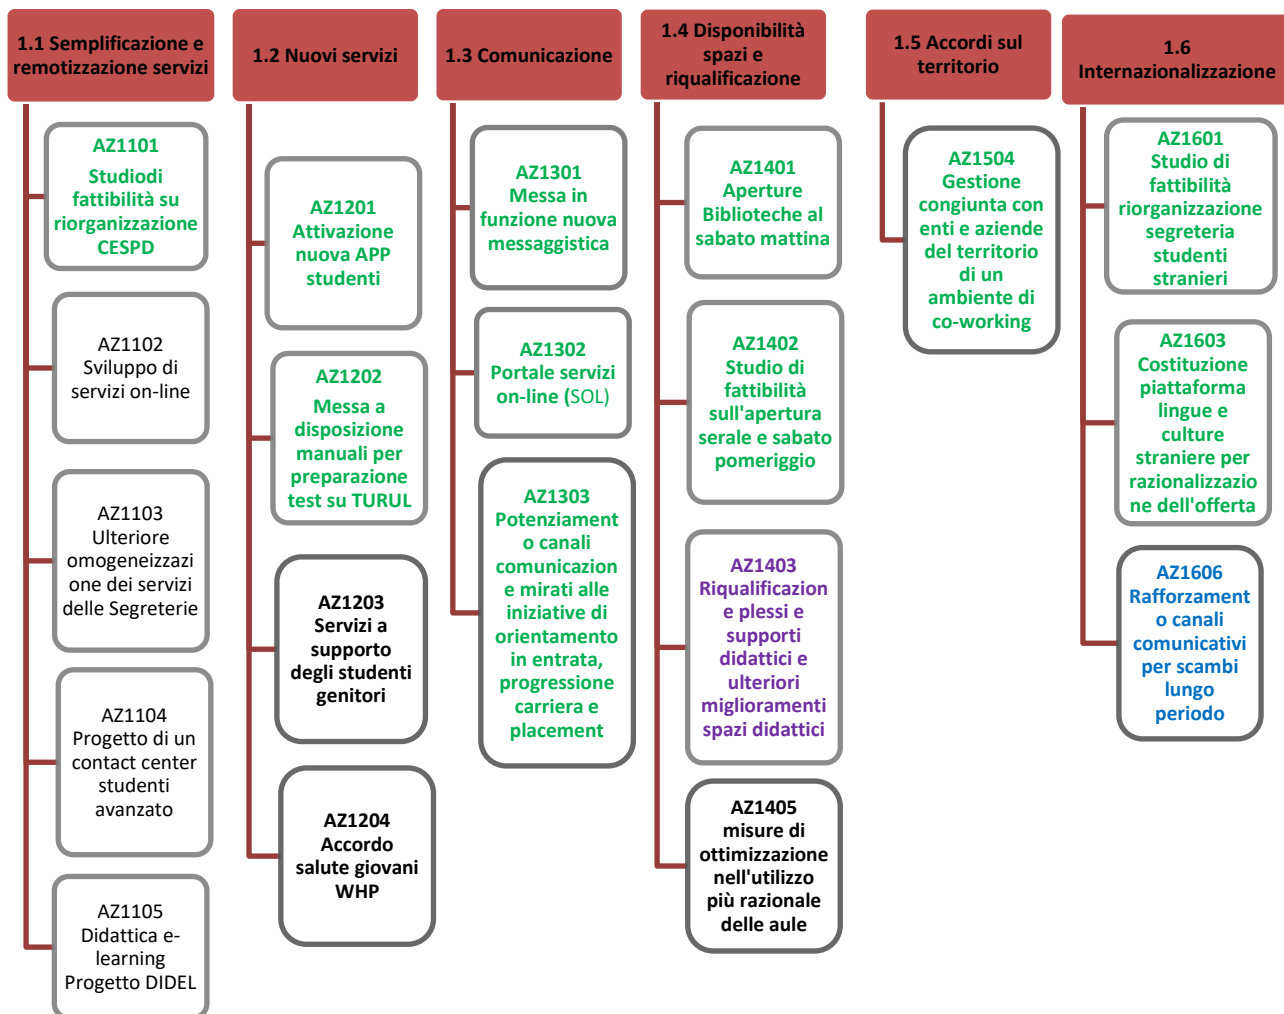 1.1 Semplificazione e
remotizzazione servizi
AZ1101
Studiodi
fattibilità su
riorganizzazione
CESPD
AZ1102
Sviluppo di
servizi on-line
AZ1103
Ulteriore
omogeneizzazi
one dei servizi
delle Segreterie
AZ1104
Progetto di un
contact center
studenti
avanzato
AZ1105
Didattica e-
learning
Progetto DIDEL
1.2 Nuovi servizi
AZ1201
Attivazione
nuova APP
studenti
AZ1202
Messa a
disposizione
manuali per
preparazione
test su TURUL
AZ1203
Servizi a
supporto
degli studenti
genitori
AZ1204
Accordo
salute giovani
WHP
1.3 Comunicazione
AZ1301
Messa in
funzione nuova
messaggistica
AZ1302
Portale servizi
on-line (SOL)
AZ1303
Potenziament
o canali
comunicazion
e mirati alle
iniziative di
orientamento
in entrata,
progressione
carriera e
placement
1.4 Disponibilità
spazi e
riqualificazione
AZ1401
Aperture
Biblioteche al
sabato mattina
AZ1402
Studio di
fattibilità
sull'apertura
serale e sabato
pomeriggio
AZ1403
Riqualificazion
e plessi e
supporti
didattici e
ulteriori
miglioramenti
spazi didattici
AZ1405
misure di
ottimizzazione
nell'utilizzo
più razionale
delle aule
1.5 Accordi sul
territorio
AZ1504
Gestione
congiunta con
enti e aziende
del territorio
di un
ambiente di
co-working
1.6
Internazionalizzazione
AZ1601
Studio di
fattibilità
riorganizzazione
segreteria
studenti
stranieri
AZ1603
Costituzione
piattaforma
lingue e
culture
straniere per
razionalizzazio
ne dell'offerta
AZ1606
Rafforzament
o canali
comunicativi
per scambi
lungo
periodo